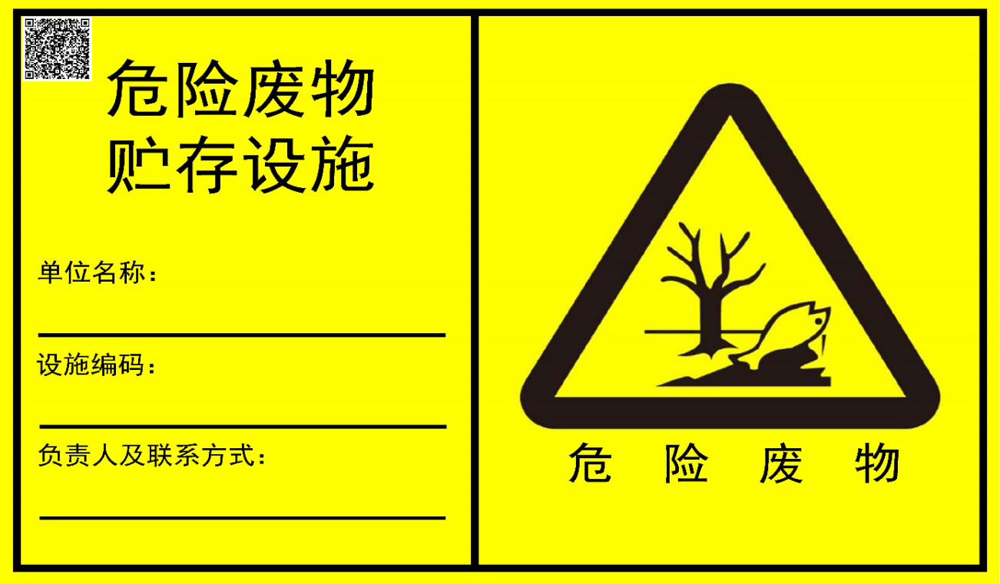 危险废物
贮存设施
单位名称：
设施编码：
负责人及联系方式：
危险废物